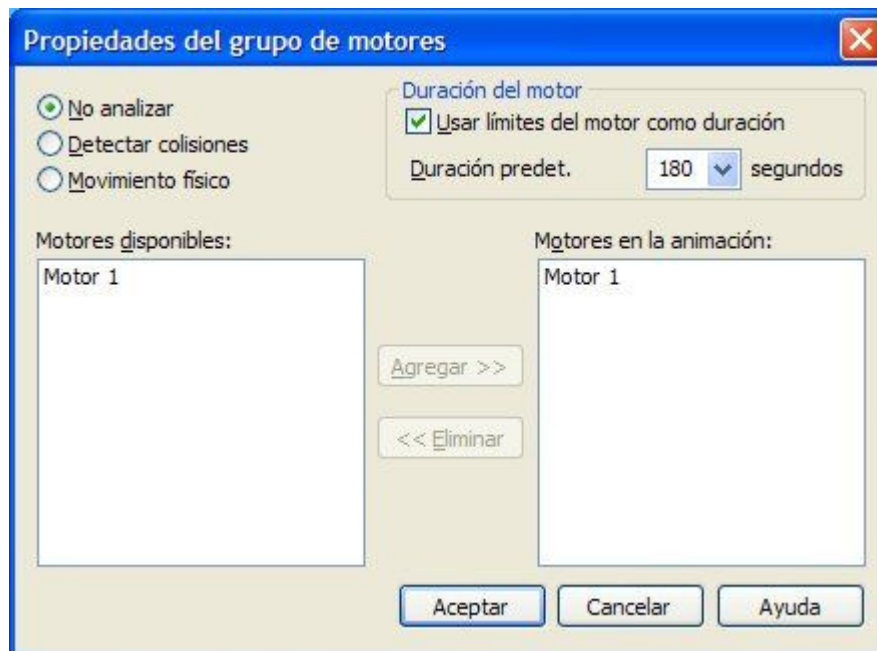 Propiedades del grupo de motores
No analizar
Detectar colisiones
Movimiento físico
Duración del motor
Usar límites del motor como duración
Duración predet. 180 segundos
Motores disponibles:
Motor 1
Agregar >>
<< Eliminar
Motores en la animación:
Motor 1
Aceptar Cancelar Ayuda